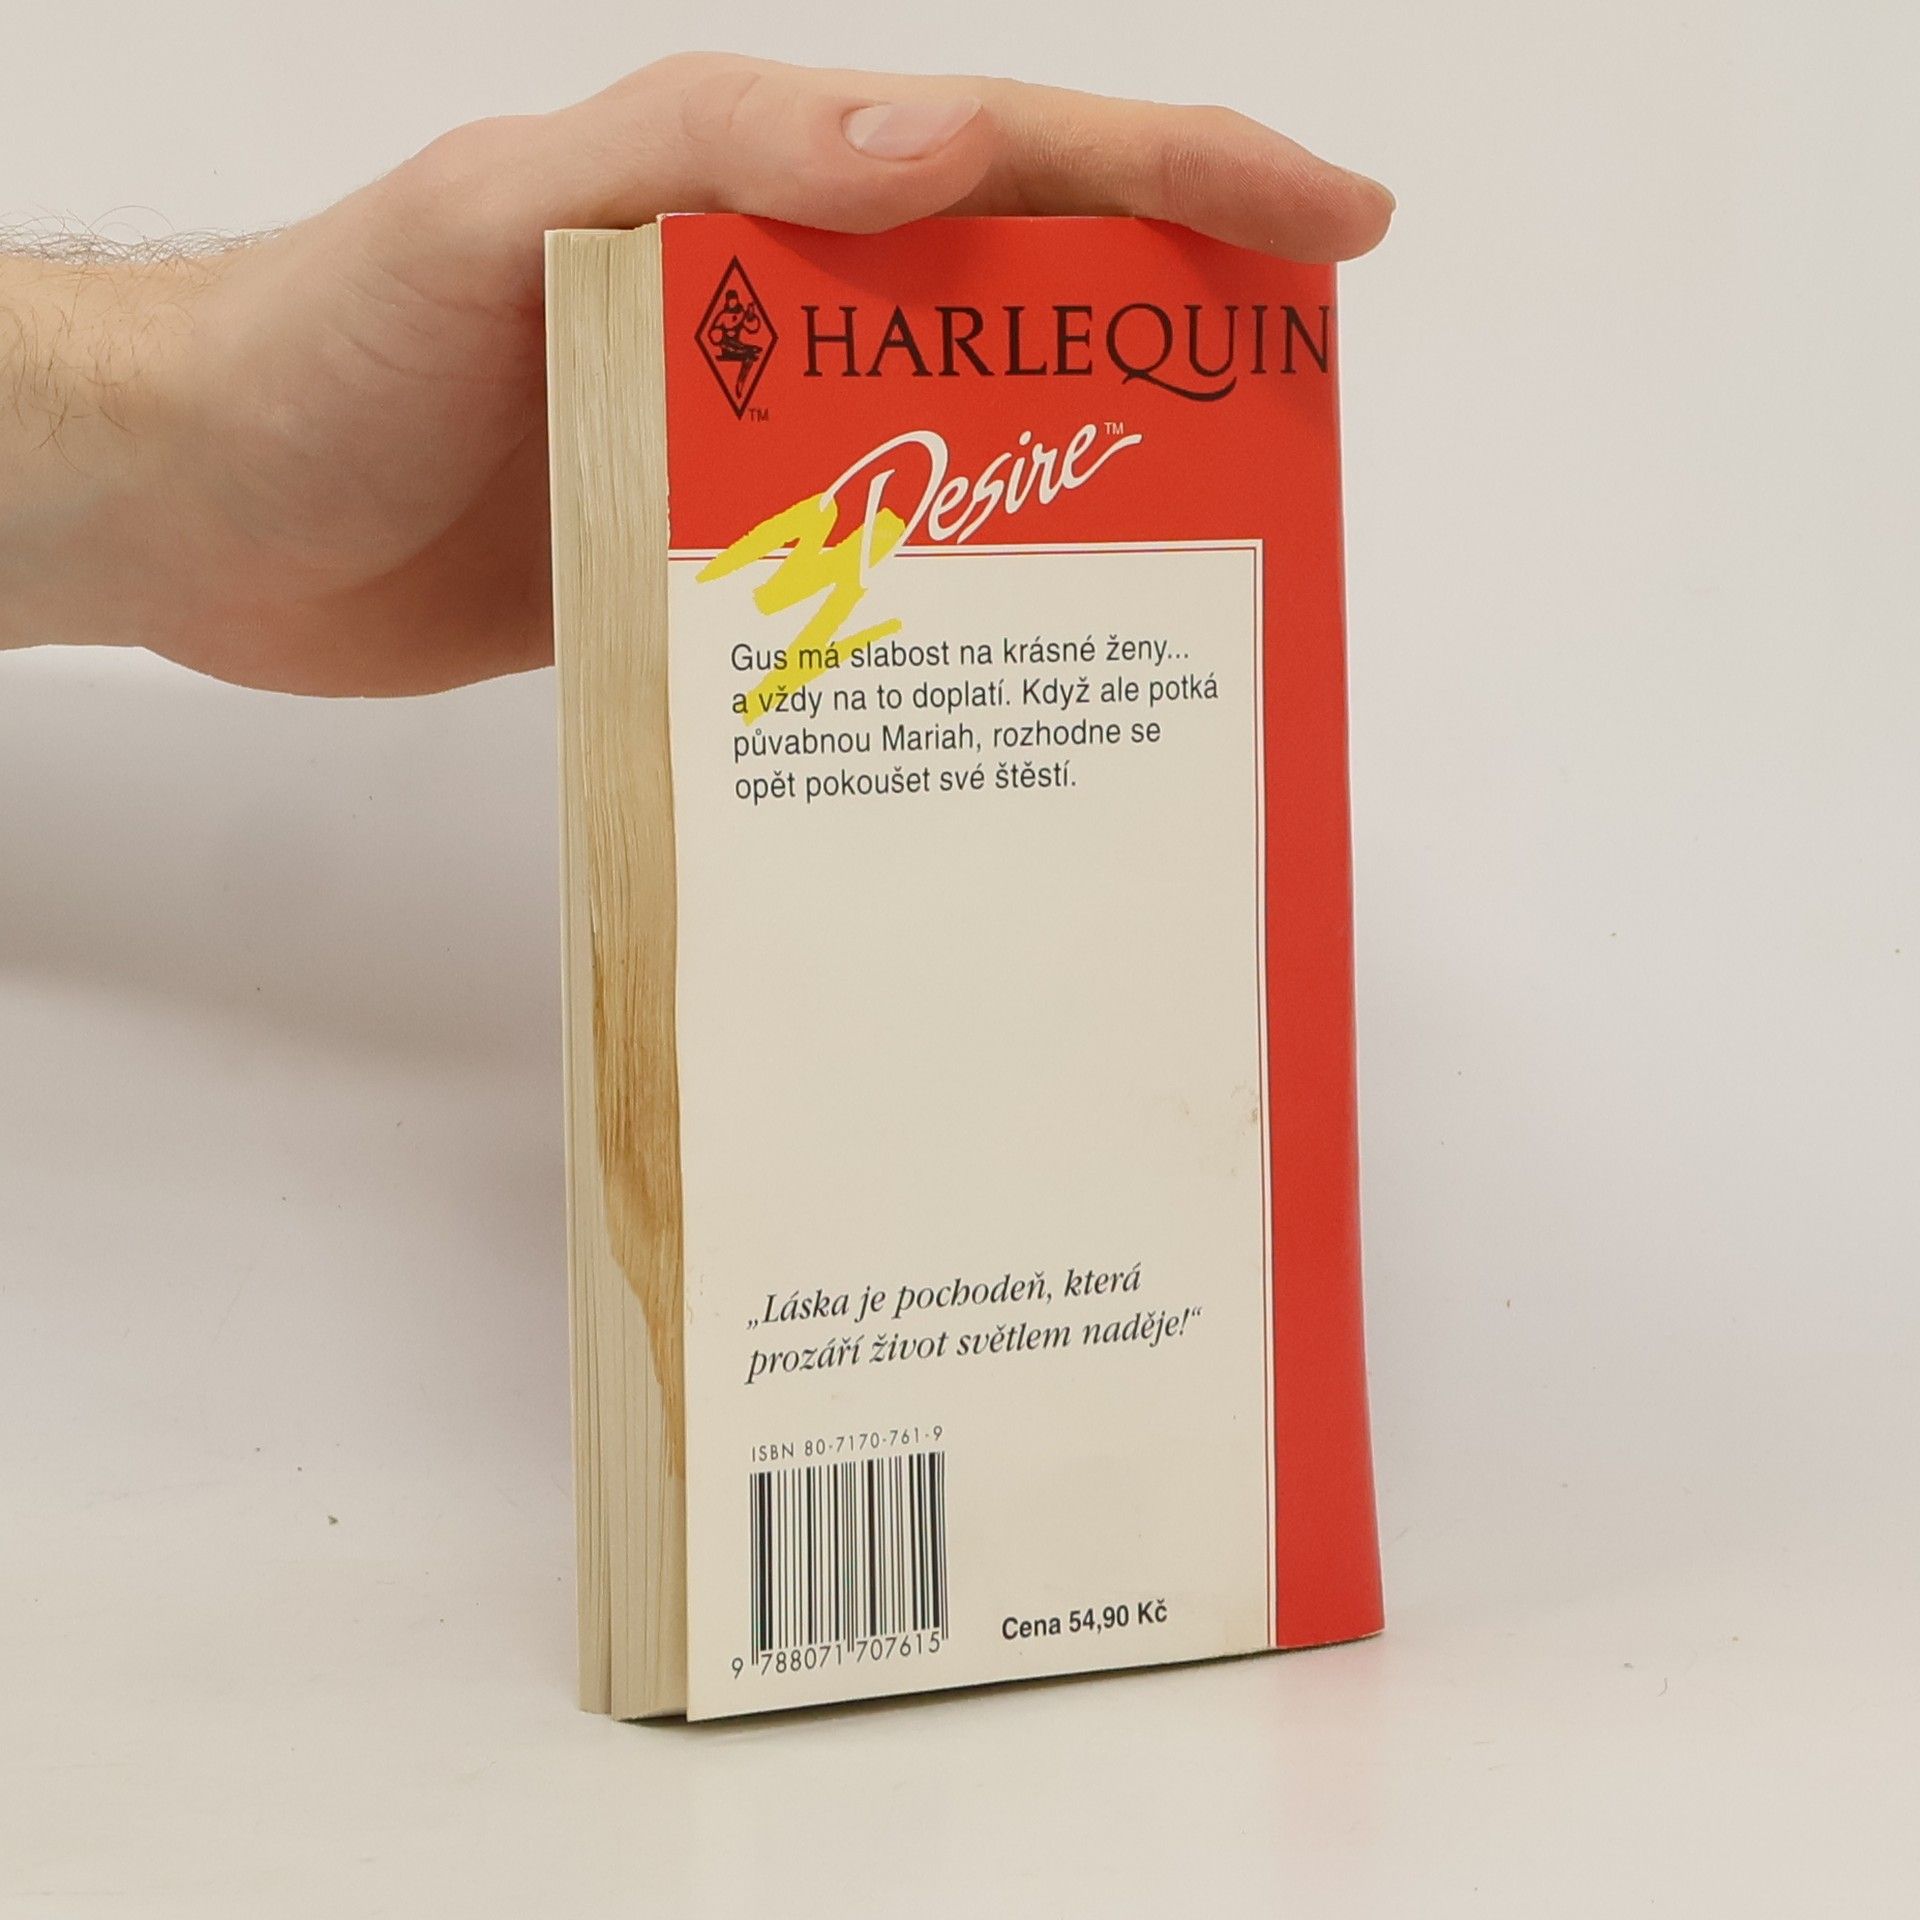 HARLEQUIN
TM
Desire™
Gus má slabost na krásné ženy...
a vždy na to doplatí. Když ale potká
půvabnou Mariah, rozhodne se
opět pokoušet své štěstí.
„Láska je pochodeň, která
prozáří život světlem naděje!“
ISBN 80-7170-761-9
9 788071 707615
Cena 54,90 Kč